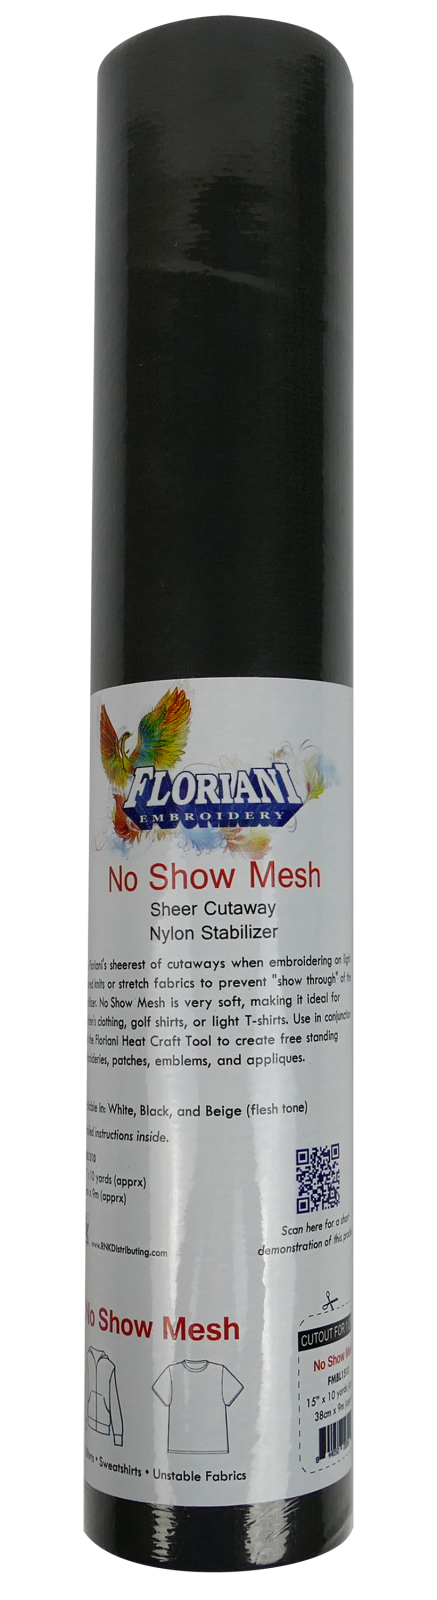 FLORIANI
EMBROIDERY
No Show Mesh
Sheer Cutaway
Nylon Stabilizer
Floriani's sheerest of cutaways when embroidering on light
knits or stretch fabrics to prevent "show through" of the
No Show Mesh is very soft, making it ideal for
clothing, golf shirts, or light T-shirts. Use in conjunction
the Floriani Heat Craft Tool to create free standing
patches, emblems, and appliques.
in: White, Black, and Beige (flesh tone)
instructions inside.
10 yards (apprx)
9m (apprx)
www.RNKDistributing.com
Scan here for a short
demonstration of this
No Show Mesh
• Sweatshirts • Unstable Fabrics
CUTOUT FOR
No Show
15" x 10 yards
38cm x 9m